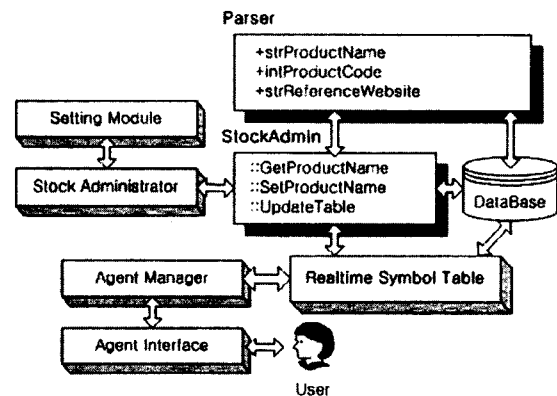 Parser
+strProductName
+intProductCode
+strReferenceWebsite
Setting Module
StockAdmin
Stock Administrator
::GetProductName
::SetProductName
::UpdateTable
DataBase
Agent Manager
Realtime Symbol Table
Agent Interface
User